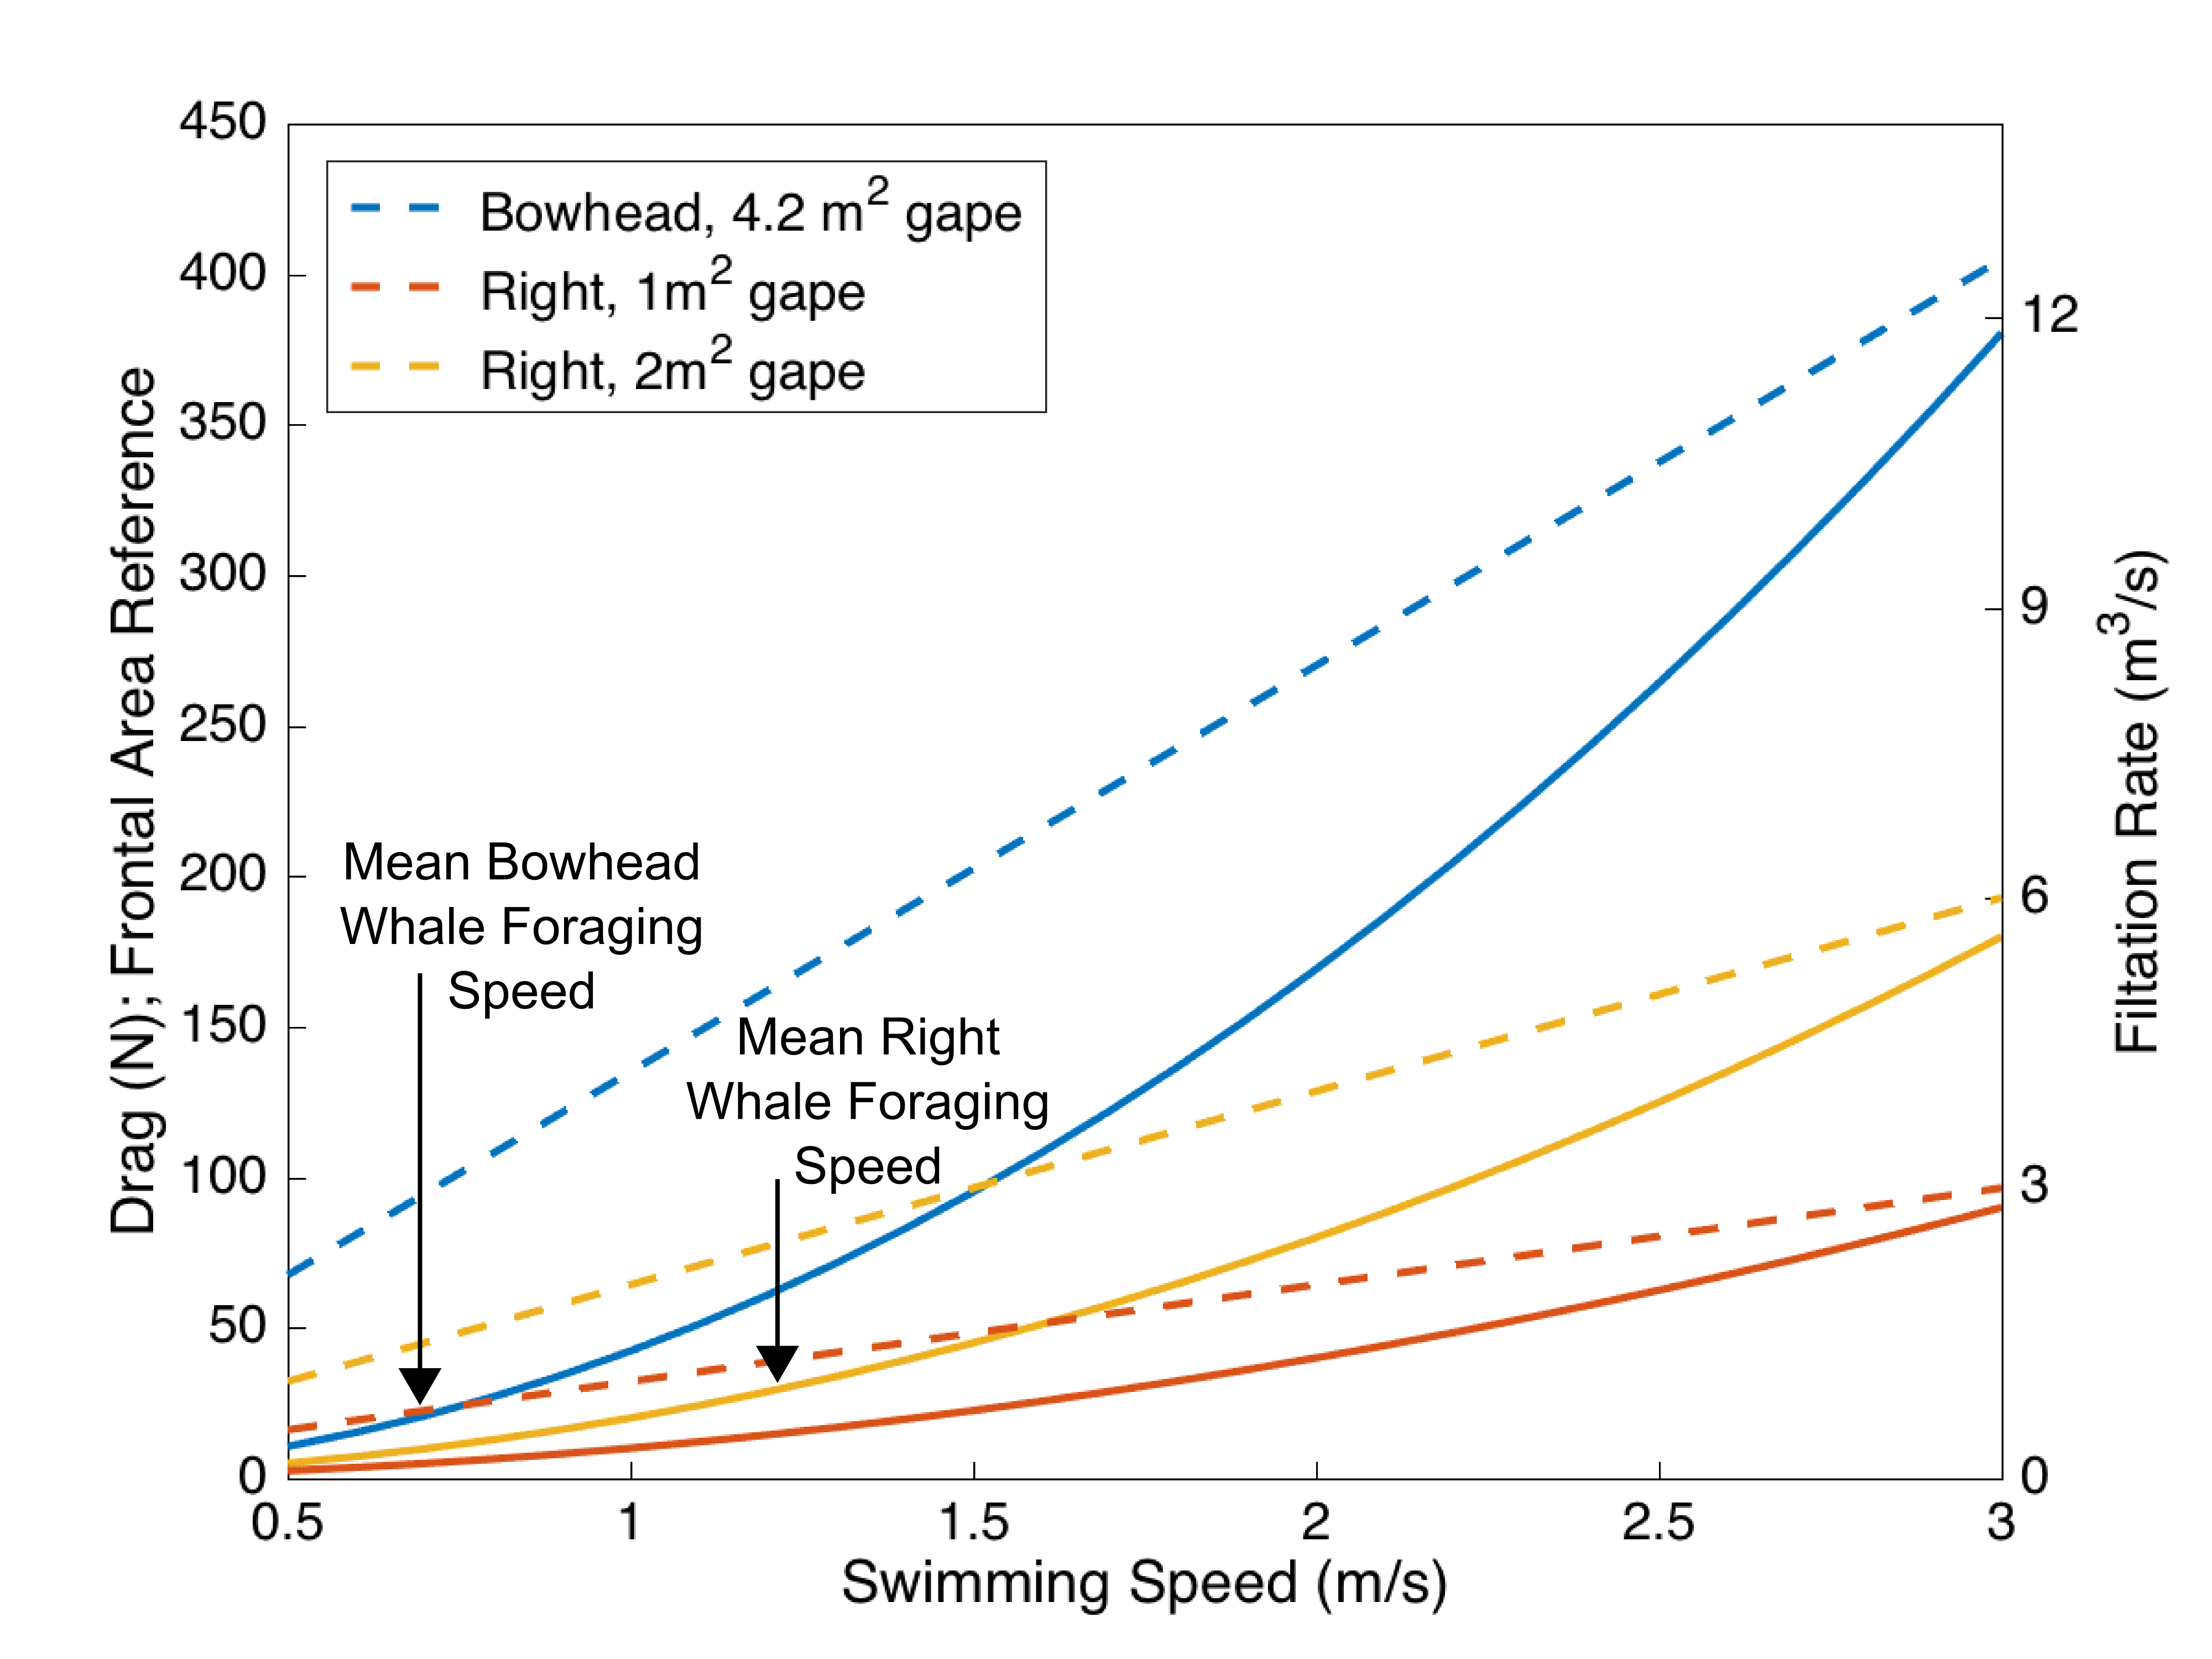 450
400
350
300
250
200
150
100
50
0
Drag (N); Frontal Area Reference
Bowhead, 4.2 m² gape
Right, 1m² gape
Right, 2m² gape
Mean Bowhead
Whale Foraging
Speed
Mean Right
Whale Foraging
Speed
12
9
6
3
0
Filtation Rate (m³/s)
0.5 1 1.5 2 2.5 3
Swimming Speed (m/s)